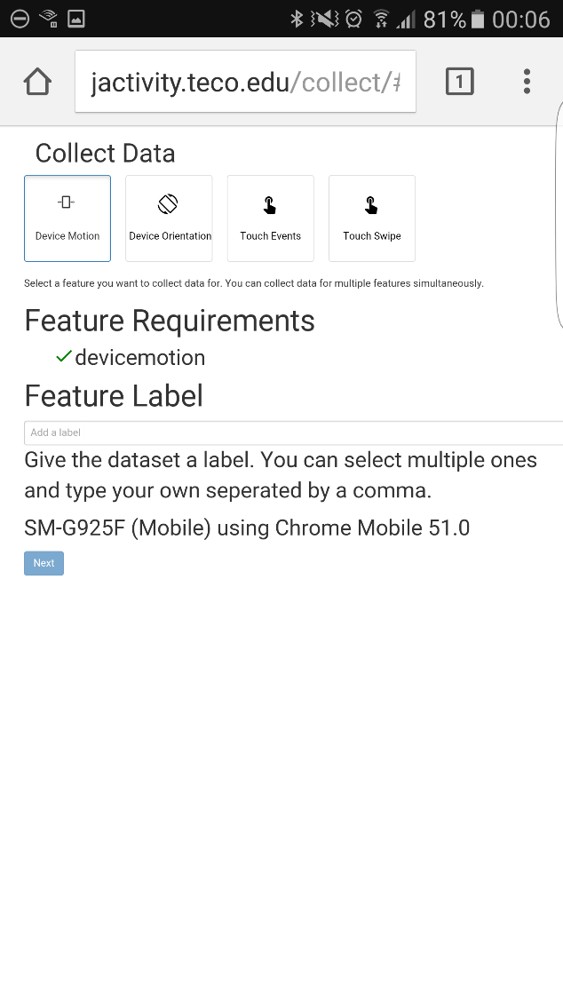 81% 00:06
jactivity.teco.edu/collect/#
1
Collect Data
Device Motion Device Orientation Touch Events Touch Swipe
Select a feature you want to collect data for. You can collect data for multiple features simultaneously.
Feature Requirements
devicemotion
Feature Label
Add a label
Give the dataset a label. You can select multiple ones
and type your own seperated by a comma.
SM-G925F (Mobile) using Chrome Mobile 51.0
Next